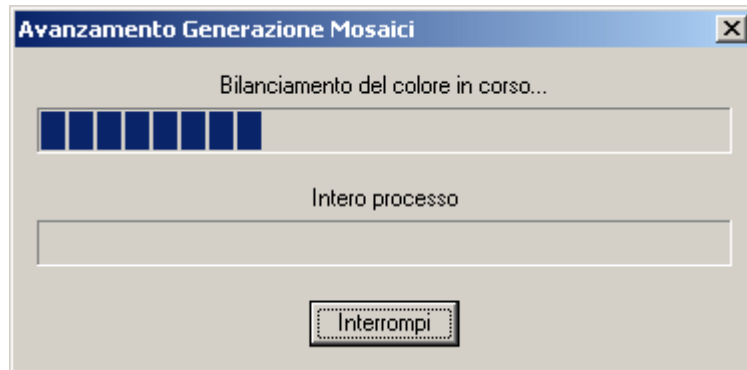 Avanzamento Generazione Mosaici
Bilanciamento del colore in corso...
Intero processo
Interrompi